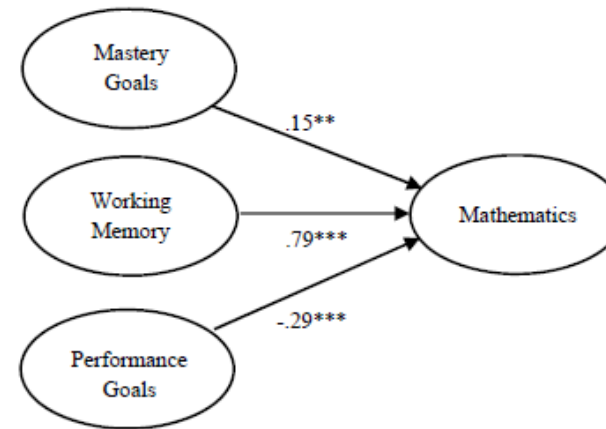 Mastery
Goals
.15**
Working
Memory
.79***
Mathematics
-.29***
Performance
Goals